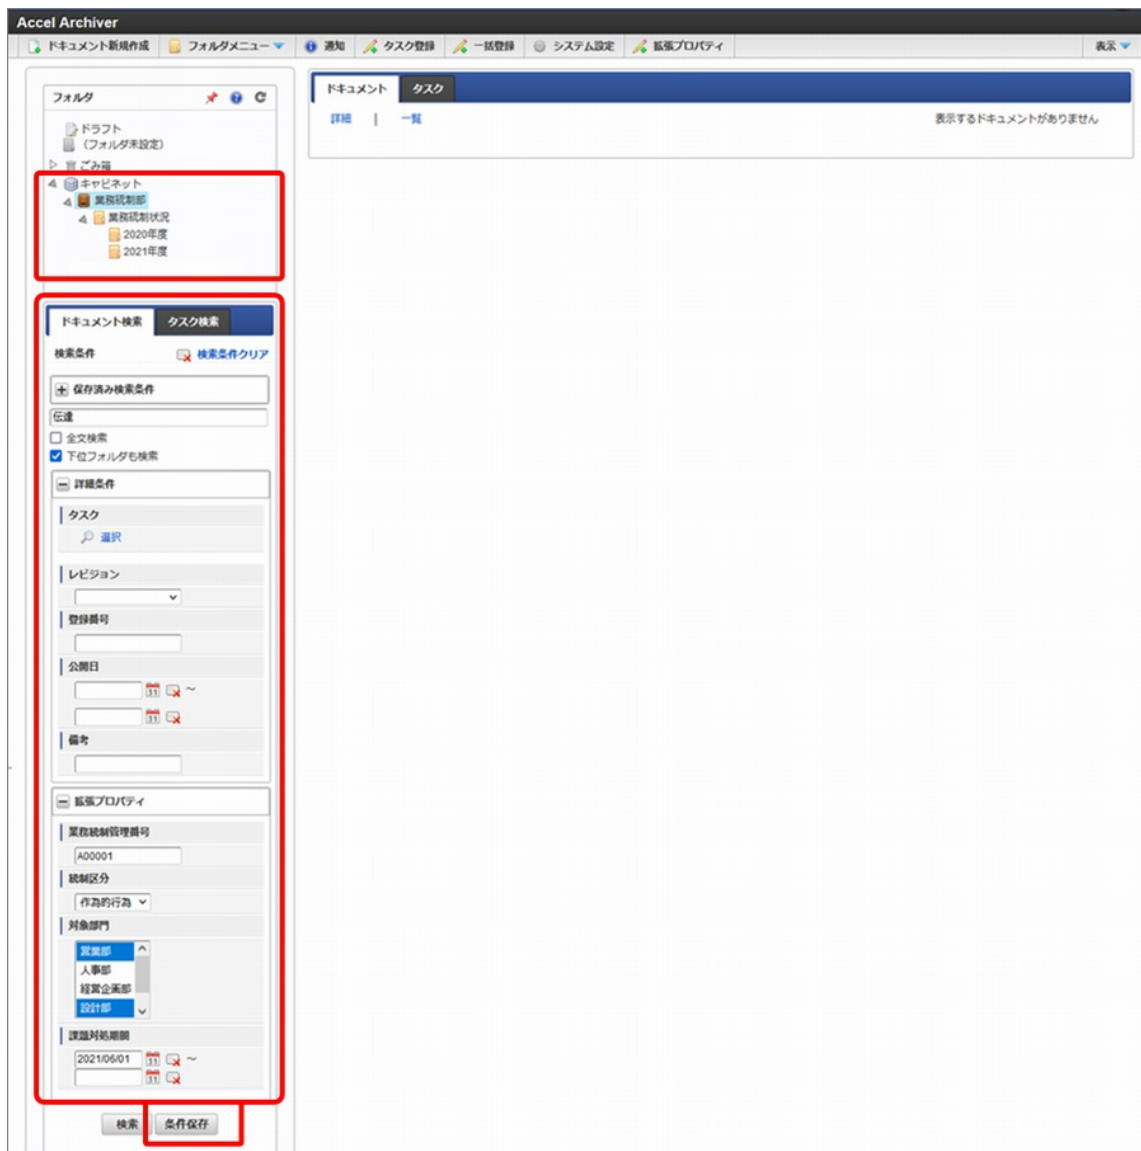 Accel Archiver
ドキュメント新規作成 フォルダメニュー 通知 タスク登録 一括登録 システム設定 拡張プロパティ 表示
フォルダ
ドラフト
(フォルダ未設定)
ごみ箱
キャビネット
業務統制部
業務統制状況
2020年度
2021年度
ドキュメント検索 タスク検索
検索条件 検索条件クリア
保存済み検索条件
伝達
全文検索
下位フォルダも検索
詳細条件
タスク
選択
レビジョン
登録番号
公開日
31 ～
31
備考
拡張プロパティ
業務統制管理番号
A00001
統制区分
作為的行為
対象部門
営業部
人事部
経営企画部
設計部
課題対処期間
2021/06/01 31 ～
31
検索 条件保存
ドキュメント タスク
詳細 | 一覧 表示するドキュメントがありません